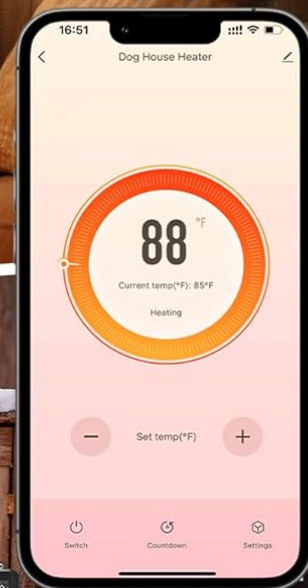 16:51
Dog House Heater
88 °F
Current temp(°F): 85°F
Heating
Set temp(°F)
Switch
Countdown
Settings